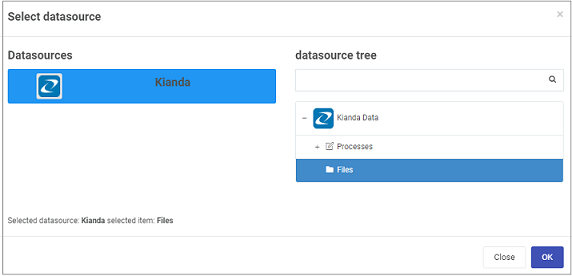 Select datasource
×
Datasources
Kianda
datasource tree
Kianda Data
Processes
Files
Selected datasource: Kianda selected item: Files
Close
OK